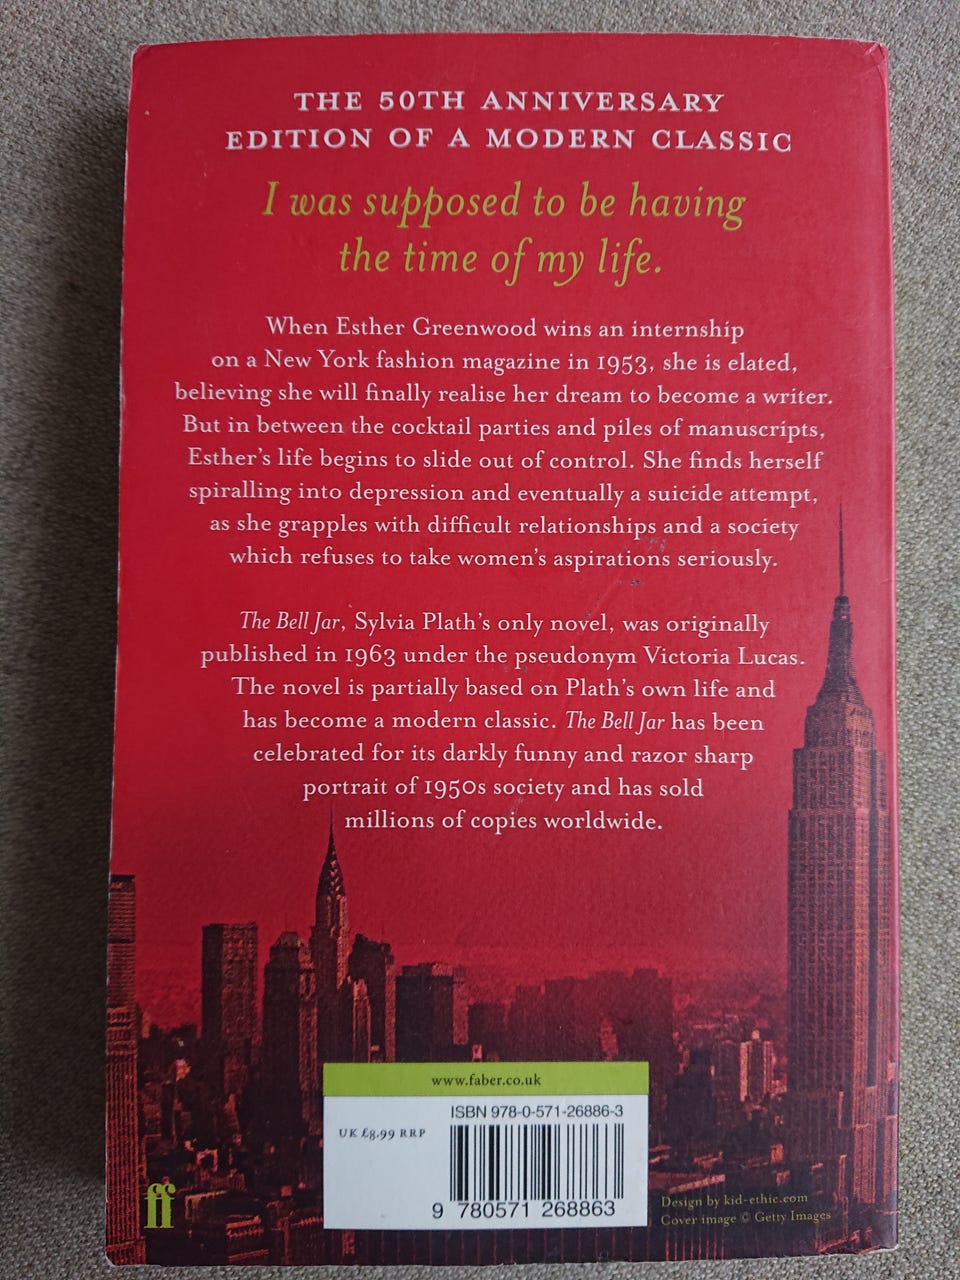 THE 50TH ANNIVERSARY
EDITION OF A MODERN CLASSIC
I was supposed to be having
the time of my life.
When Esther Greenwood wins an internship
on a New York fashion magazine in 1953, she is elated,
believing she will finally realise her dream to become a writer.
But in between the cocktail parties and piles of manuscripts,
Esther's life begins to slide out of control. She finds herself
spiralling into depression and eventually a suicide attempt,
as she grapples with difficult relationships and a society
which refuses to take women's aspirations seriously.
The Bell Jar, Sylvia Plath's only novel, was originally
published in 1963 under the pseudonym Victoria Lucas.
The novel is partially based on Plath's own life and
has become a modern classic. The Bell Jar has been
celebrated for its darkly funny and razor sharp
portrait of 1950s society and has sold
millions of copies worldwide.
www.faber.co.uk
ISBN 978-0-571-26886-3
UK £8.99 RRP
9 780571 268863
ff
Design by kid-ethic.com
Cover image © Getty Images